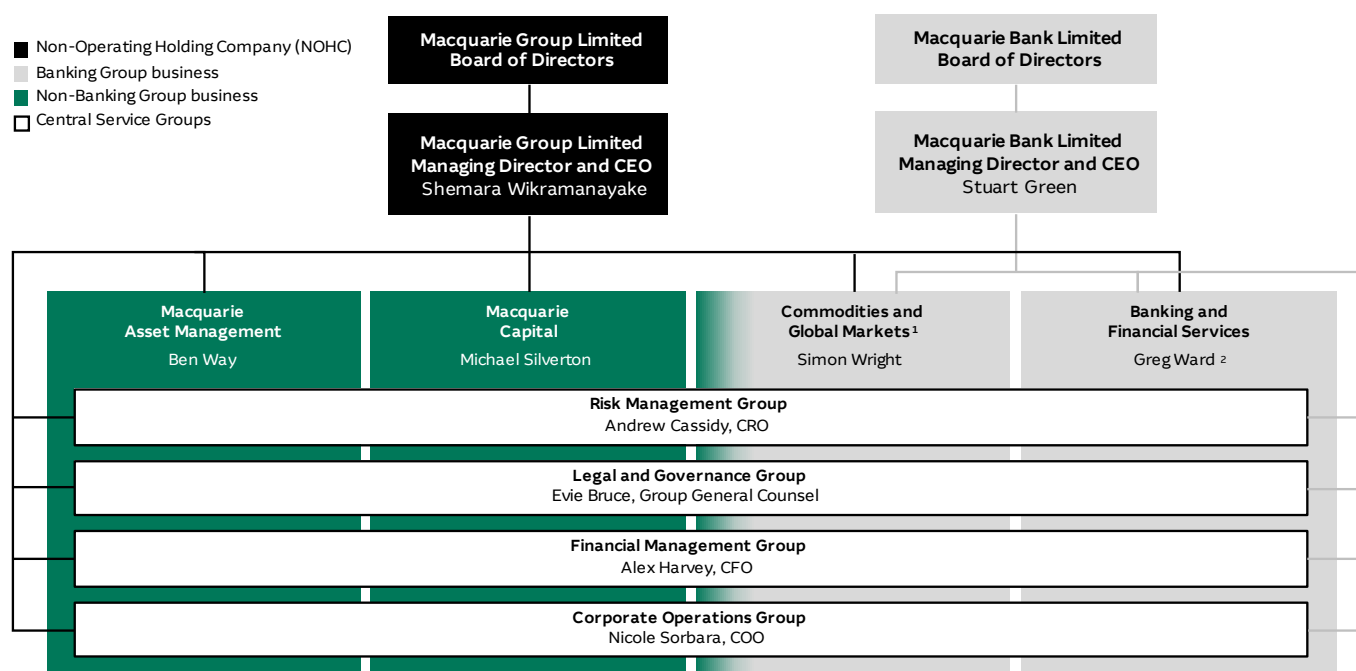 Non-Operating Holding Company (NOHC)
Banking Group business
Non-Banking Group business
Central Service Groups
Macquarie Group Limited
Board of Directors
Macquarie Bank Limited
Board of Directors
Macquarie Group Limited
Managing Director and CEO
Shemara Wikramanayake
Macquarie Bank Limited
Managing Director and CEO
Stuart Green
Macquarie
Asset Management
Ben Way
Macquarie
Capital
Michael Silverton
Commodities and
Global Markets¹
Simon Wright
Banking and
Financial Services
Greg Ward ²
Risk Management Group
Andrew Cassidy, CRO
Legal and Governance Group
Evie Bruce, Group General Counsel
Financial Management Group
Alex Harvey, CFO
Corporate Operations Group
Nicole Sorbara, COO